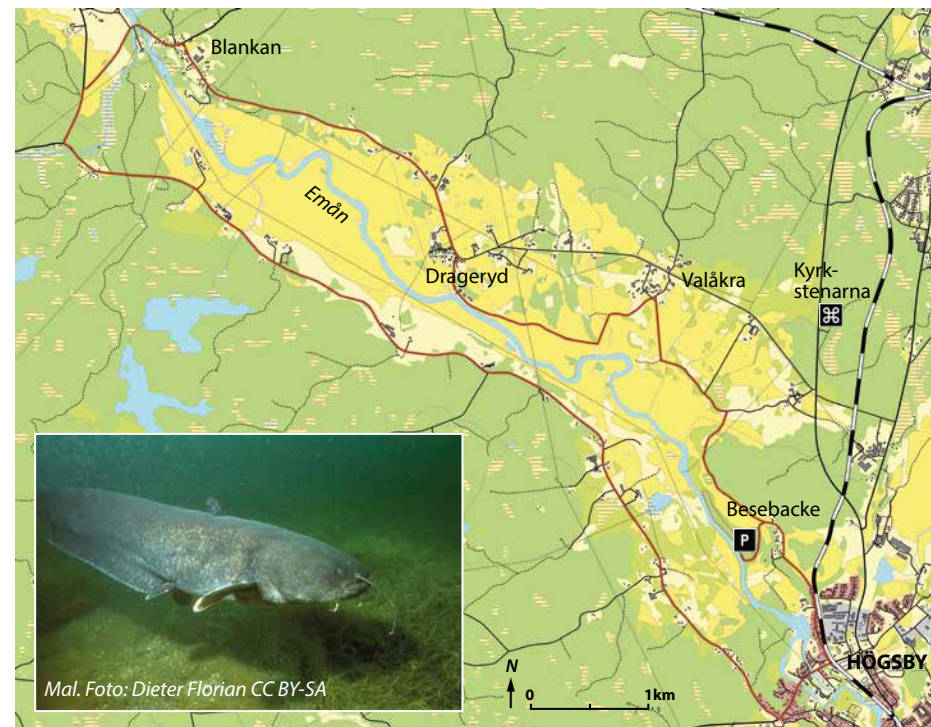 Blankan
Emån
Drageryd
Valåkra
Kyrk-
stenarna
⌘
Besebacke
P
HÖGSBY
Mal. Foto: Dieter Florian CC BY-SA
N
0 1km